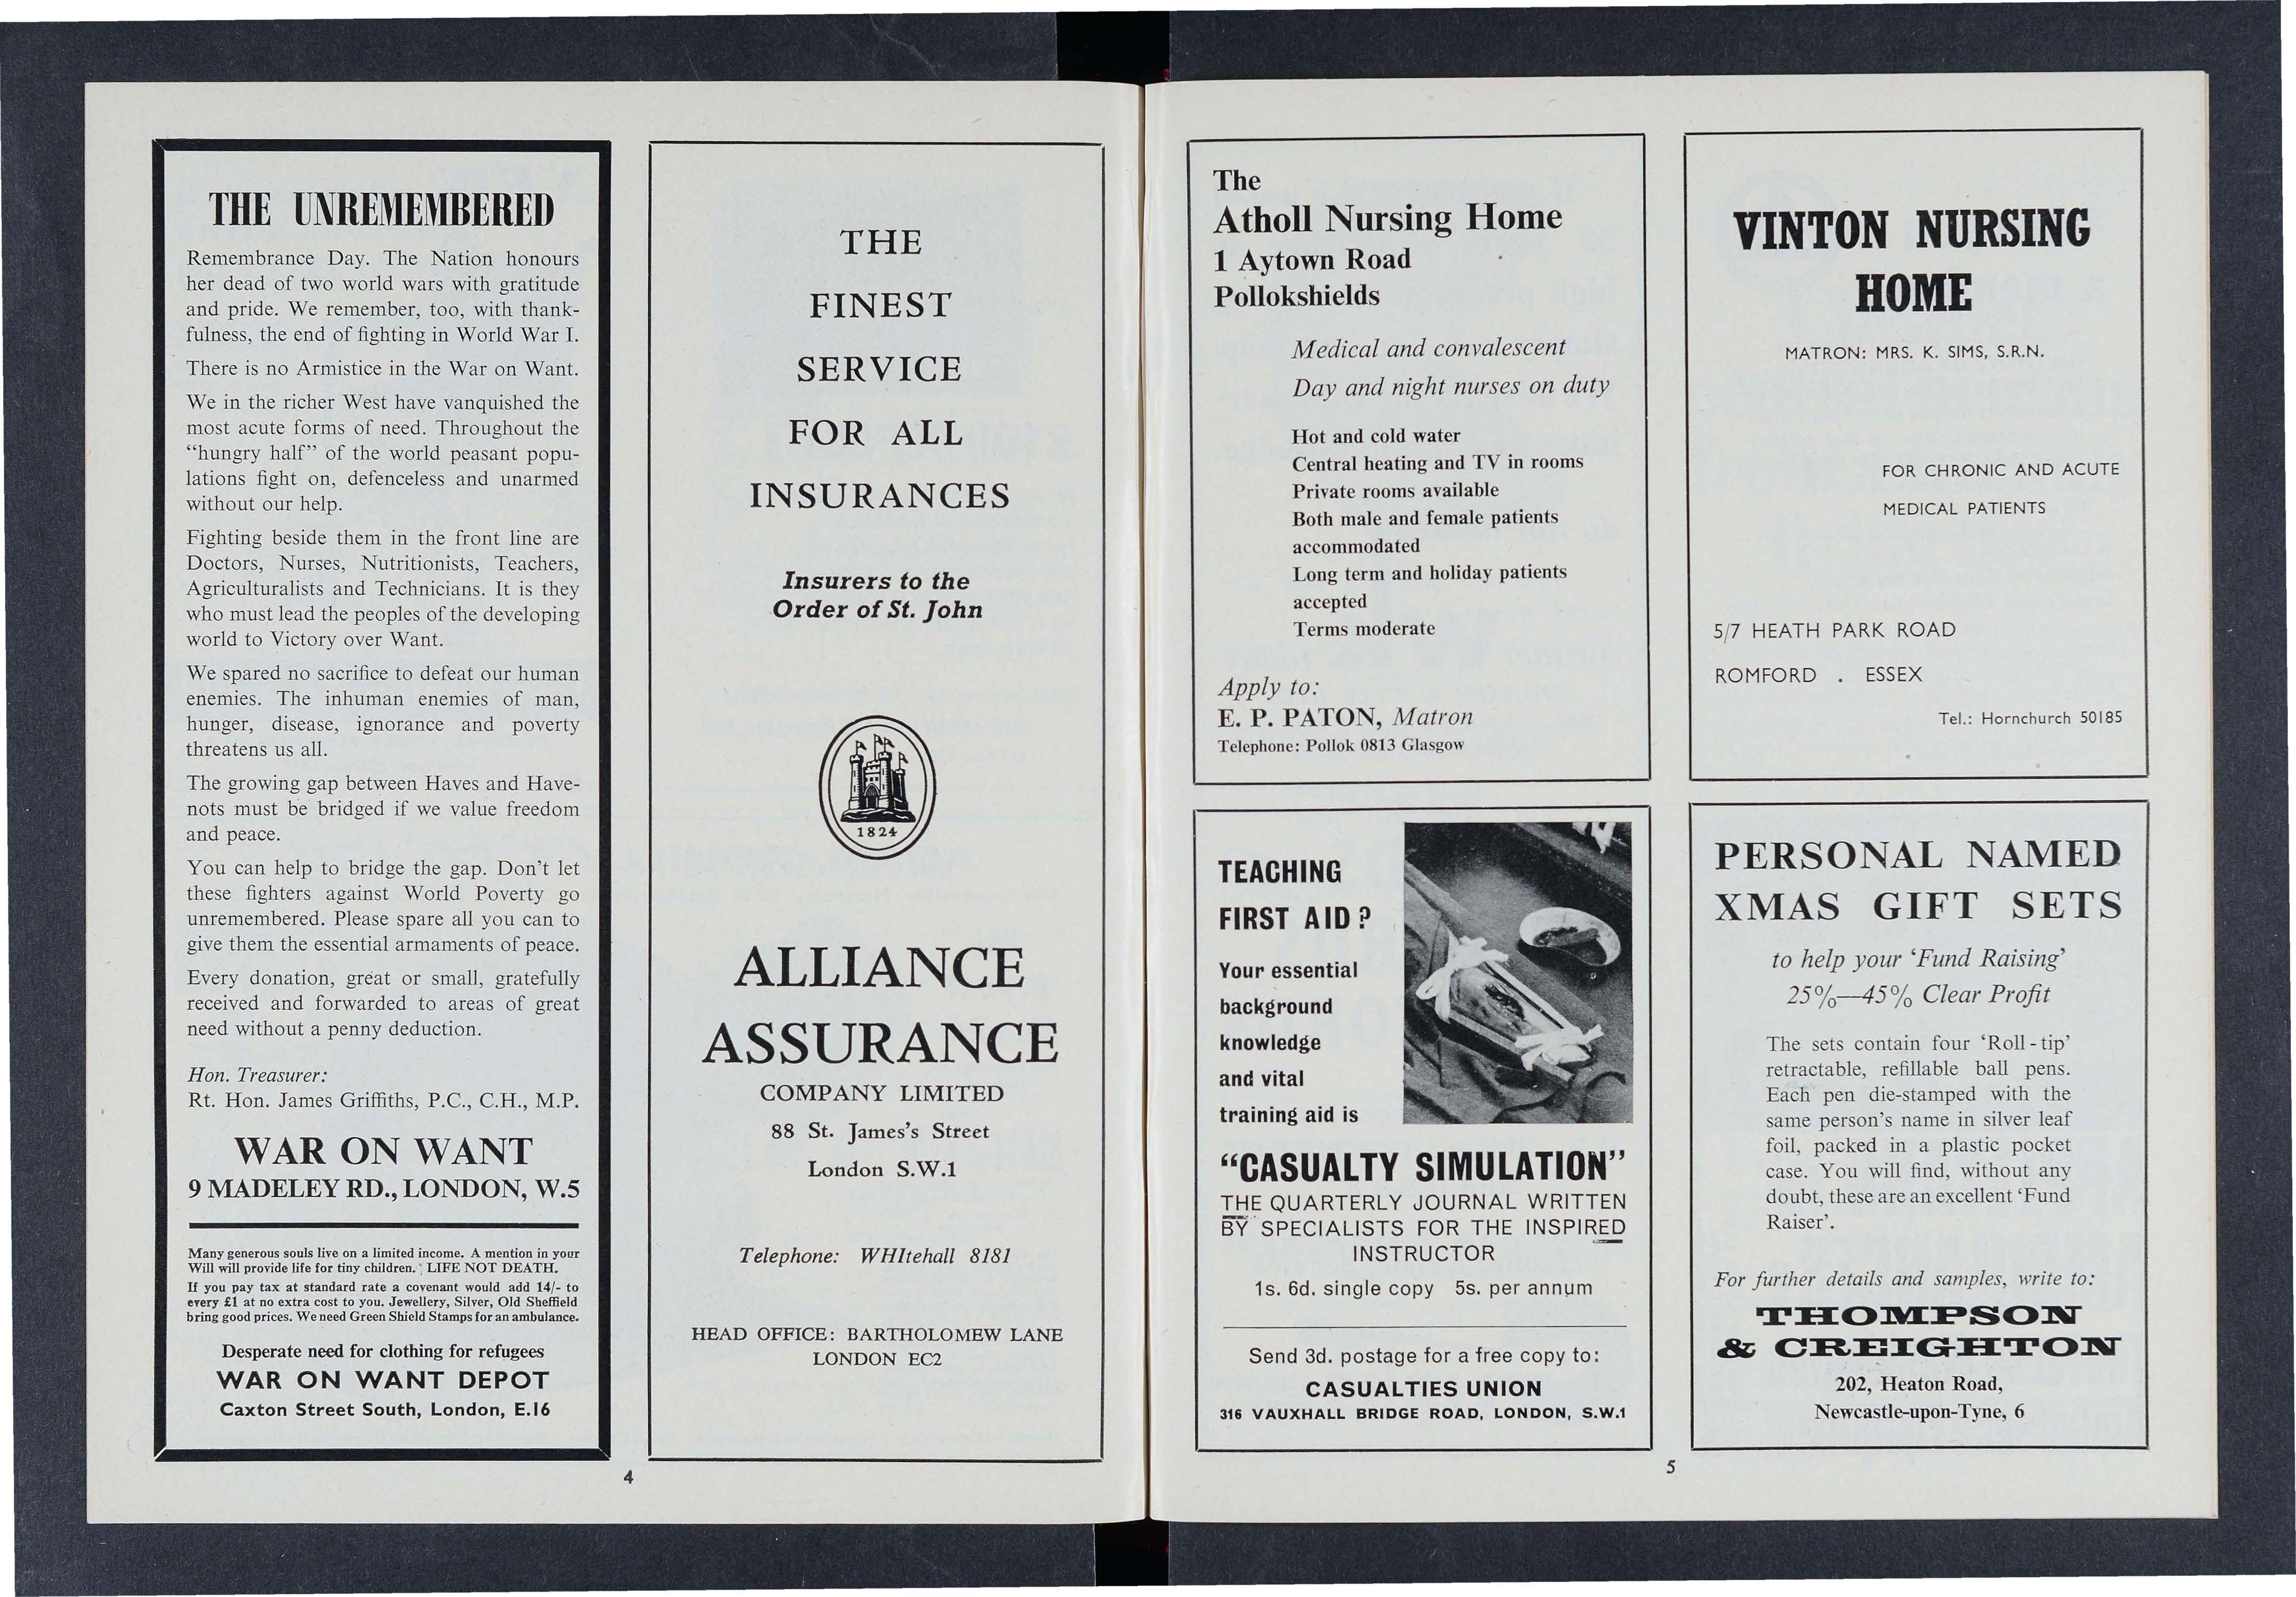 THE UNREMEMBERED
Remembrance Day. The Nation honours
her dead of two world wars with gratitude
and pride. We remember, too, with thank-
fulness, the end of fighting in World War I.
There is no Armistice in the War on Want.
We in the richer West have vanquished the
most acute forms of need. Throughout the
“hungry half” of the world peasant popu-
lations fight on, defenceless and unarmed
without our help.
Fighting beside them in the front line are
Doctors, Nurses, Nutritionists, Teachers,
Agriculturalists and Technicians. It is they
who must lead the peoples of the developing
world to Victory over Want.
We spared no sacrifice to defeat our human
enemies. The inhuman enemies of man,
hunger, disease, ignorance and poverty
threatens us all.
The growing gap between Haves and Have-
nots must be bridged if we value freedom
and peace.
You can help to bridge the gap. Don't let
these fighters against World Poverty go
unremembered. Please spare all you can to
give them the essential armaments of peace.
Every donation, great or small, gratefully
received and forwarded to areas of great
need without a penny deduction.
Hon. Treasurer:
Rt. Hon. James Griffiths, P.C., C.H., M.P.
WAR ON WANT
9 MADELEY RD., LONDON, W.5
Many generous souls live on a limited income. A mention in your
Will will provide life for tiny children. LIFE NOT DEATH.
If you pay tax at standard rate a covenant would add 14/- to
every £1 at no extra cost to you. Jewellery, Silver, Old Sheffield
bring good prices. We need Green Shield Stamps for an ambulance.
Desperate need for clothing for refugees
WAR ON WANT DEPOT
Caxton Street South, London, E.16
THE
FINEST
SERVICE
FOR ALL
INSURANCES
Insurers to the
Order of St. John
1824
ALLIANCE
ASSURANCE
COMPANY LIMITED
88 St. James's Street
London S.W.1
Telephone: WHItehall 8181
HEAD OFFICE: BARTHOLOMEW LANE
LONDON EC2
4
The
Atholl Nursing Home
1 Aytown Road
Pollokshields
Medical and convalescent
Day and night nurses on duty
Hot and cold water
Central heating and TV in rooms
Private rooms available
Both male and female patients
accommodated
Long term and holiday patients
accepted
Terms moderate
Apply to:
E. P. PATON, Matron
Telephone: Pollok 0813 Glasgow
VINTON NURSING
HOME
MATRON: MRS. K. SIMS, S.R.N.
FOR CHRONIC AND ACUTE
MEDICAL PATIENTS
5/7 HEATH PARK ROAD
ROMFORD . ESSEX
Tel.: Hornchurch 50185
TEACHING
FIRST AID?
Your essential
background
knowledge
and vital
training aid is
“CASUALTY SIMULATION”
THE QUARTERLY JOURNAL WRITTEN
BY SPECIALISTS FOR THE INSPIRED
INSTRUCTOR
1s. 6d. single copy 5s. per annum
Send 3d. postage for a free copy to:
CASUALTIES UNION
316 VAUXHALL BRIDGE ROAD, LONDON, S.W.1
PERSONAL NAMED
XMAS GIFT SETS
to help your ‘Fund Raising’
25%—45% Clear Profit
The sets contain four ‘Roll-tip’
retractable, refillable ball pens.
Each pen die-stamped with the
same person's name in silver leaf
foil, packed in a plastic pocket
case. You will find, without any
doubt, these are an excellent ‘Fund
Raiser’.
For further details and samples, write to:
THOMPSON
& CREIGHTON
202, Heaton Road,
Newcastle-upon-Tyne, 6
5